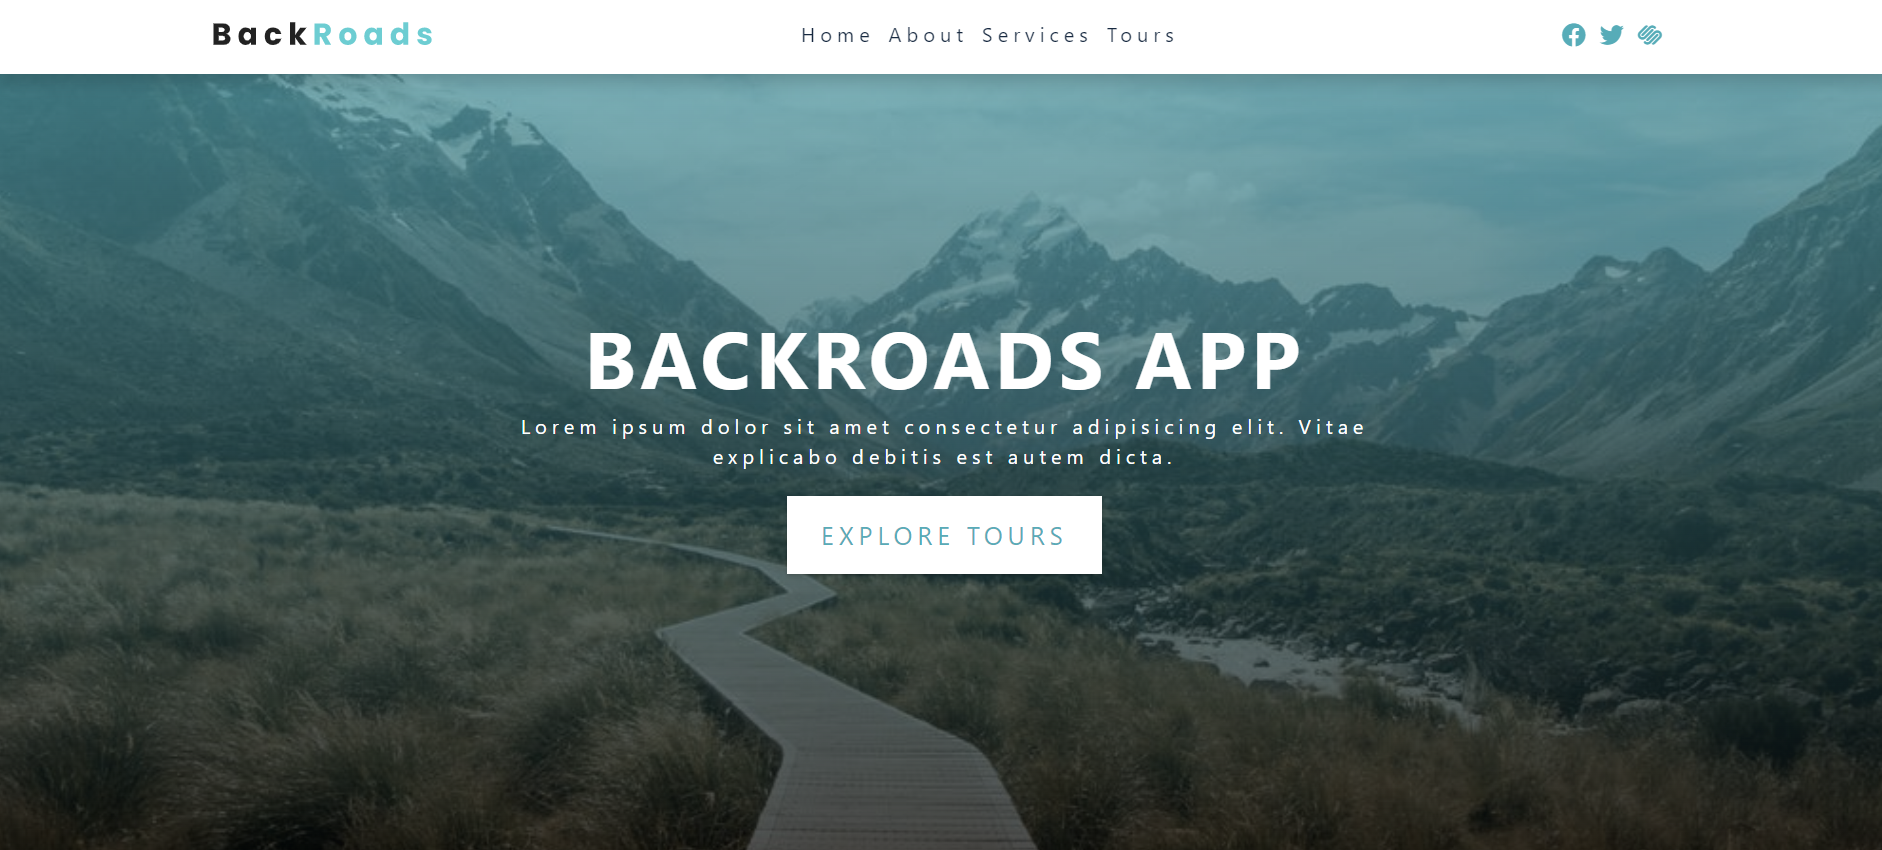 BackRoads
Home About Services Tours
BACKROADS APP
Lorem ipsum dolor sit amet consectetur adipisicing elit. Vitae
explicabo debitis est autem dicta.
EXPLORE TOURS